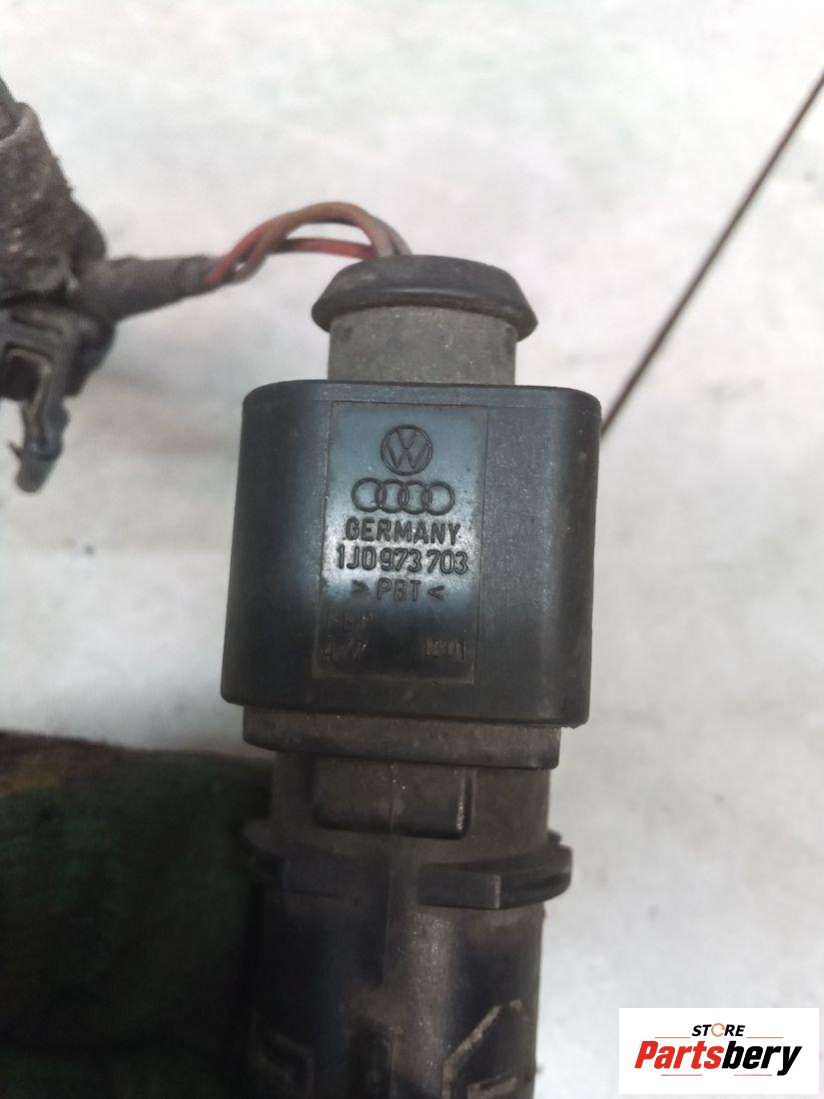 GERMANY
1J0 973 703
> PBT <
STORE
Partsbery